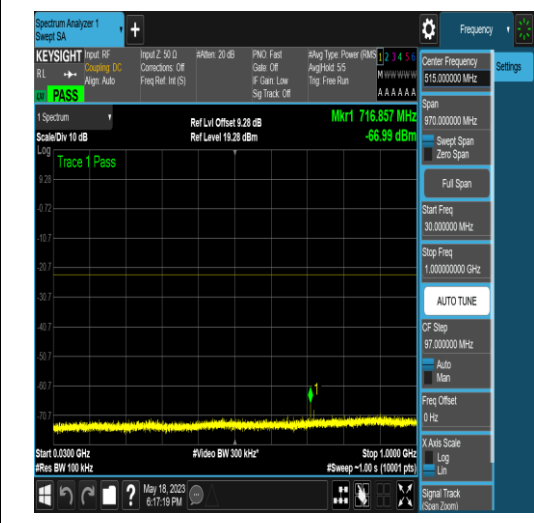 Spectrum Analyzer 1
Swept SA
Frequency
KEYSIGHT Input: RF
RL Coupling: DC
Align: Auto
Input Z: 50 Ω
Corrections: Off
Freq Ref: Int (S)
#Atten: 20 dB
PNO: Fast
Gate: Off
IF Gain: Low
Sig Track: Off
#Avg Type: Power (RMS
Avg|Hold: 5/5
Trig: Free Run
1 2 3 4 5 6
M W W W W W
A A A A A A
PASS
1 Spectrum
Scale/Div 10 dB
Ref Lvl Offset 9.28 dB
Ref Level 19.28 dBm
Mkr1 716.857 MHz
-66.99 dBm
Log
Trace 1 Pass
9.28
-0.72
-10.7
-20.7
-30.7
-40.7
-50.7
-60.7
-70.7
1
Start 0.0300 GHz
#Res BW 100 kHz
#Video BW 300 kHz*
Stop 1.0000 GHz
#Sweep ~1.00 s (10001 pts)
?
May 18, 2023
6:17:19 PM
Center Frequency
515.000000 MHz
Settings
Span
970.000000 MHz
Swept Span
Zero Span
Full Span
Start Freq
30.000000 MHz
Stop Freq
1.000000000 GHz
AUTO TUNE
CF Step
97.000000 MHz
Auto
Man
Freq Offset
0 Hz
X Axis Scale
Log
Lin
Signal Track
(Span Zoom)